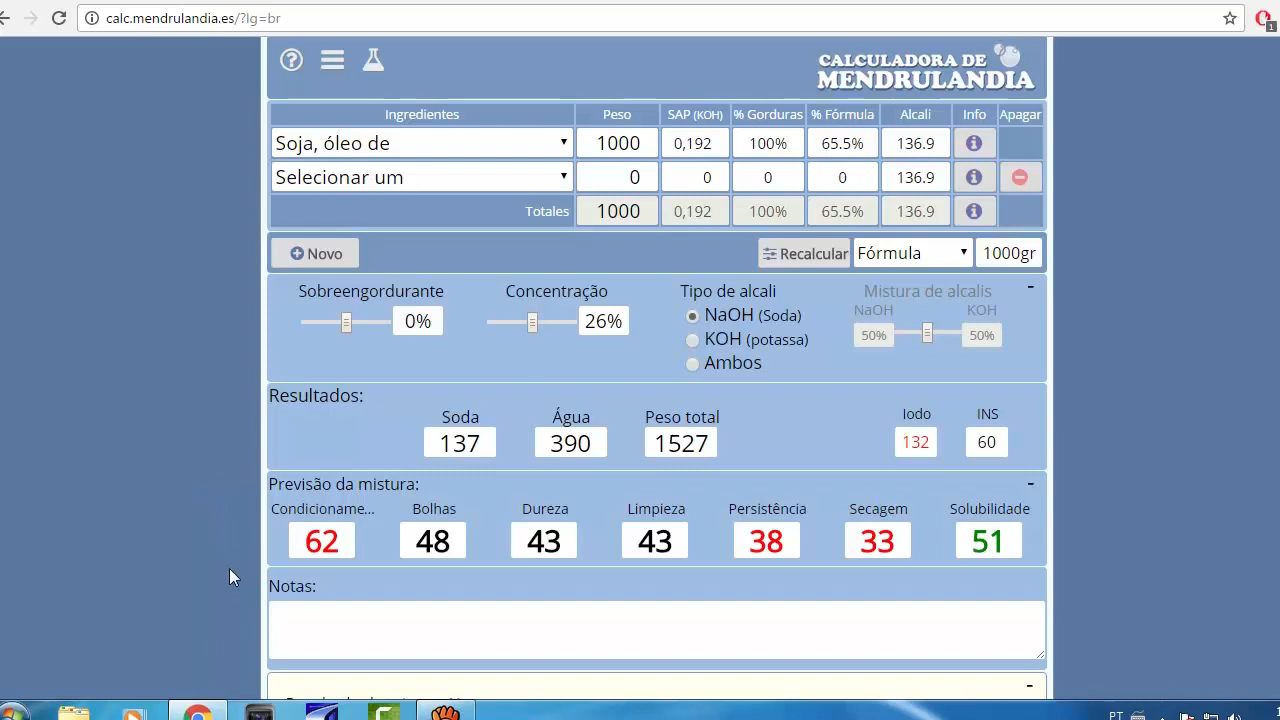 calc.mendrulandia.es/?lg=br
1
CALCULADORA DE
MENDRULANDIA
Ingredientes Peso SAP (KOH) % Gorduras % Fórmula Alcali Info Apagar
Soja, óleo de 1000 0,192 100% 65.5% 136.9
Selecionar um 0 0 0 0 136.9
Totales 1000 0,192 100% 65.5% 136.9
Novo Recalcular Fórmula 1000gr
Sobreengordurante Concentração Tipo de alcali Mistura de alcalis -
0% 26% NaOH (Soda) NaOH KOH
KOH (potassa) 50% 50%
Ambos
Resultados:
Soda Água Peso total Iodo INS
137 390 1527 132 60
Previsão da mistura: -
Condicioname... Bolhas Dureza Limpieza Persistência Secagem Solubilidade
62 48 43 43 38 33 51
Notas:
-
PT